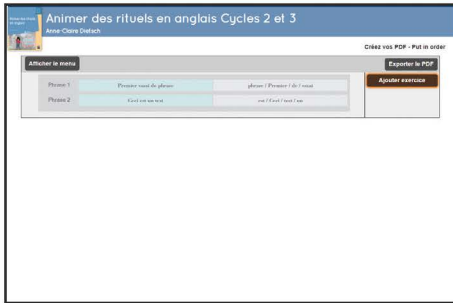 Animer des rituels en anglais Cycles 2 et 3
Anne-Claire Dietsch
Créez vos PDF - Put in order
Afficher le menu
Exporter le PDF
Phrase 1 Premier essai de phrase phrase / Premier / de / essai
Ajouter exercice
Phrase 2 Ceci est un test est / Ceci / test / un